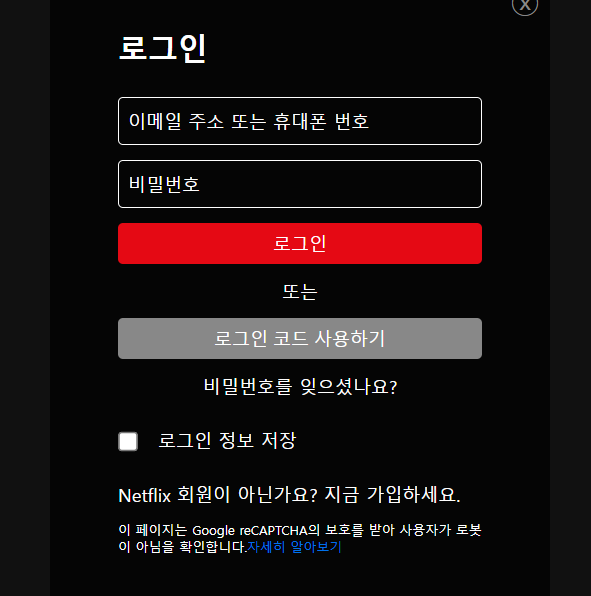 X
로그인
이메일 주소 또는 휴대폰 번호
비밀번호
로그인
또는
로그인 코드 사용하기
비밀번호를 잊으셨나요?
로그인 정보 저장
Netflix 회원이 아닌가요? 지금 가입하세요.
이 페이지는 Google reCAPTCHA의 보호를 받아 사용자가 로봇
이 아님을 확인합니다.자세히 알아보기